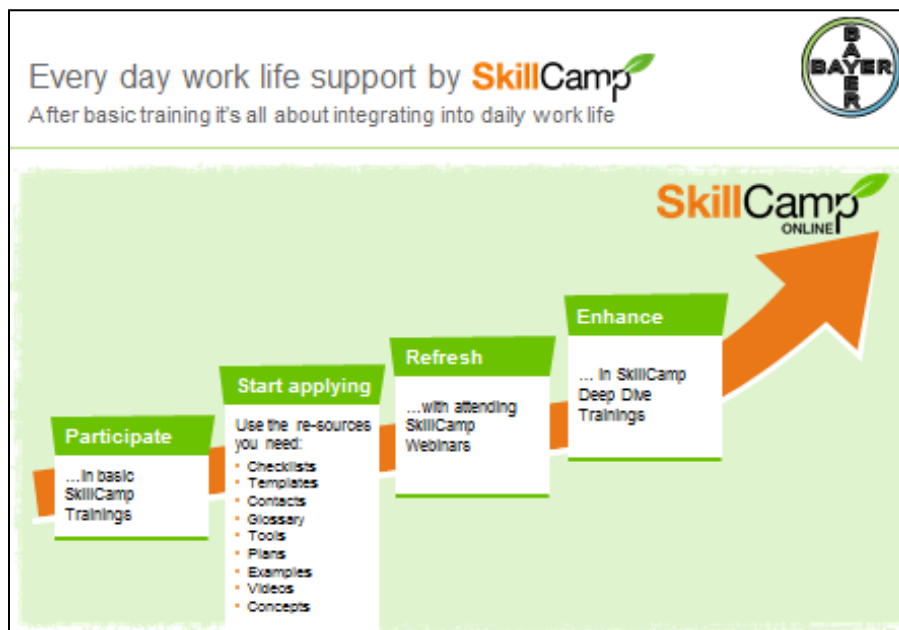 Every day work life support by SkillCamp
After basic training it's all about integrating into daily work life
BAYER
BAYER
SkillCamp
ONLINE
Participate
...in basic
SkillCamp
Trainings
Start applying
Use the re-sources
you need:
• Checklists
• Templates
• Contacts
• Glossary
• Tools
• Plans
• Examples
• Videos
• Concepts
Refresh
...with attending
SkillCamp
Webinars
Enhance
... in SkillCamp
Deep Dive
Trainings